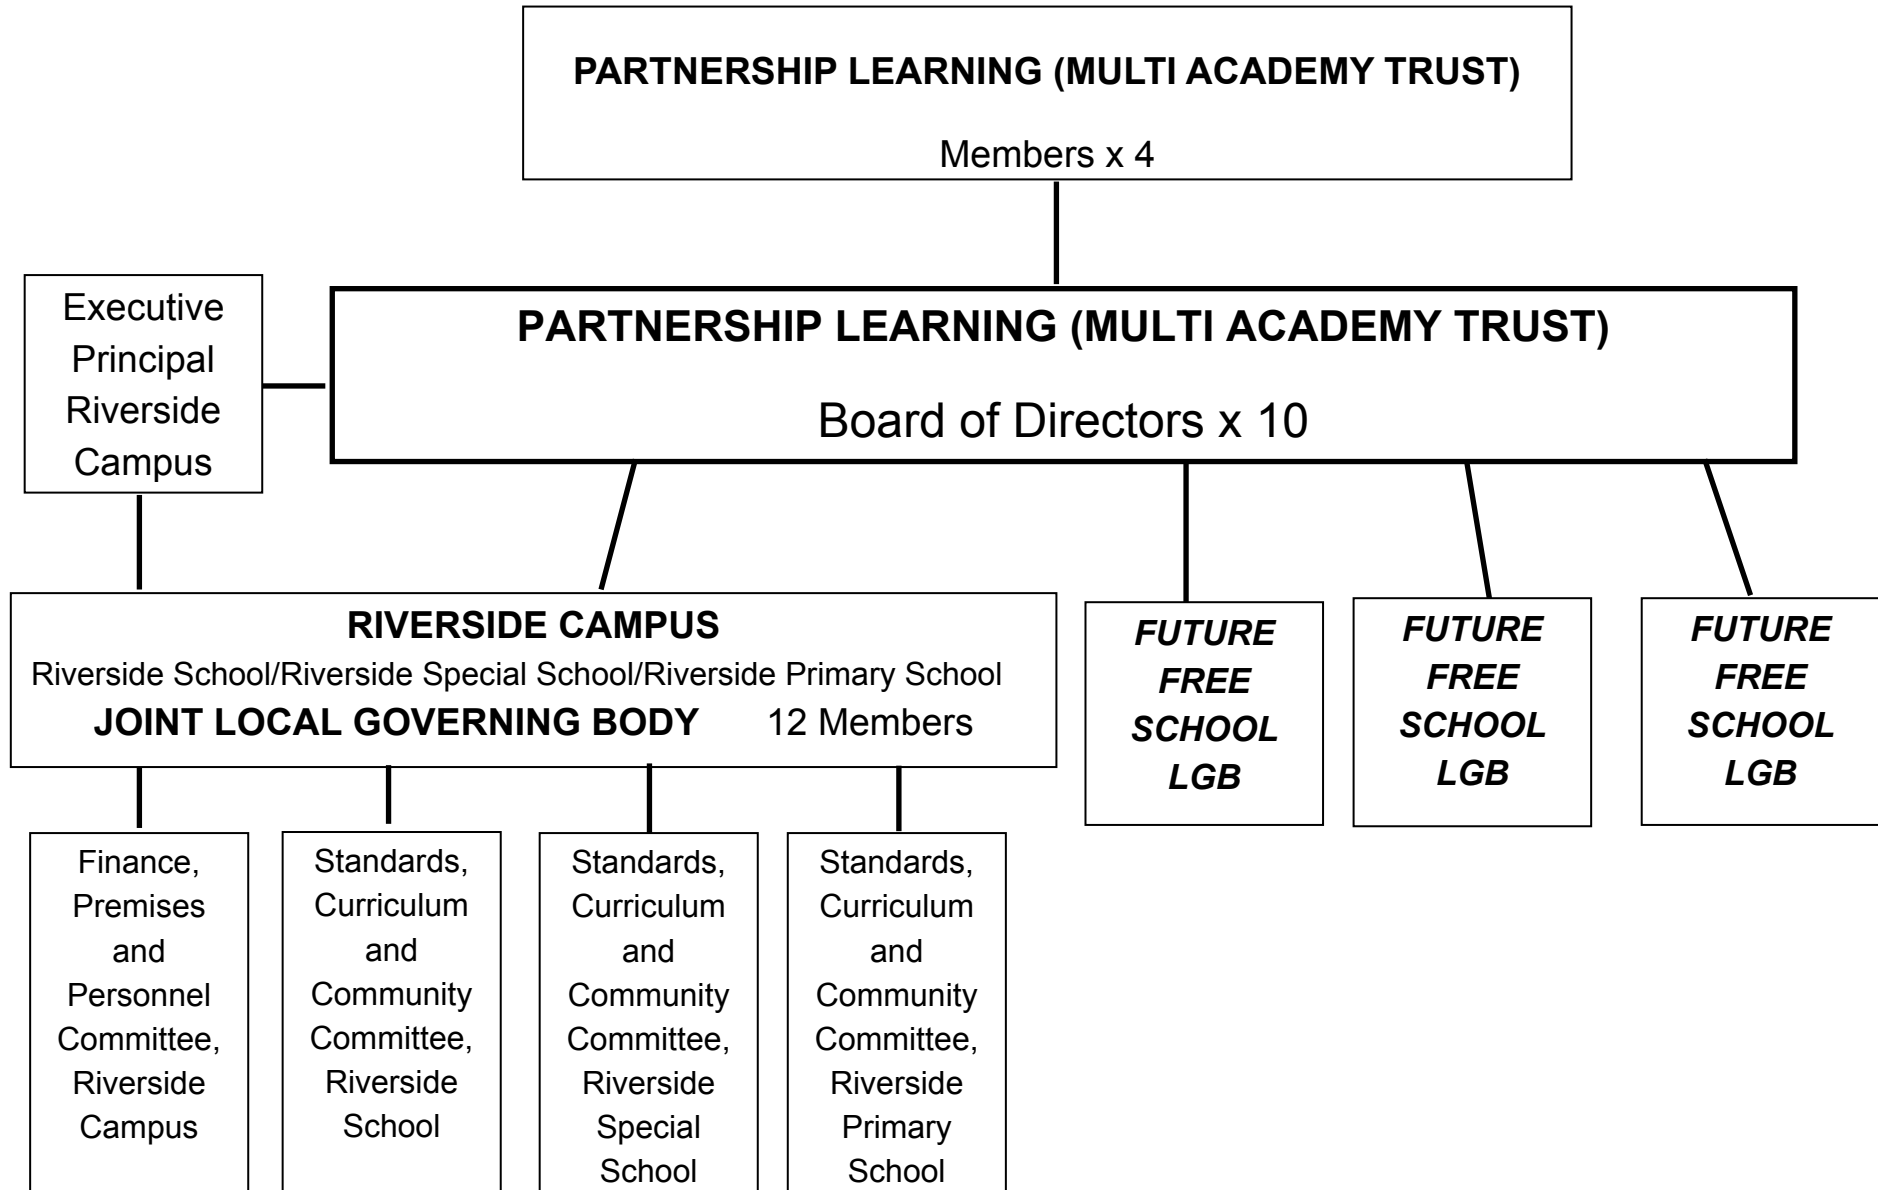 PARTNERSHIP LEARNING (MULTI ACADEMY TRUST)
Members x 4
Executive
Principal
Riverside
Campus
PARTNERSHIP LEARNING (MULTI ACADEMY TRUST)
Board of Directors x 10
RIVERSIDE CAMPUS
Riverside School/Riverside Special School/Riverside Primary School
JOINT LOCAL GOVERNING BODY 12 Members
FUTURE
FREE
SCHOOL
LGB
FUTURE
FREE
SCHOOL
LGB
FUTURE
FREE
SCHOOL
LGB
Finance,
Premises
and
Personnel
Committee,
Riverside
Campus
Standards,
Curriculum
and
Community
Committee,
Riverside
School
Standards,
Curriculum
and
Community
Committee,
Riverside
Special
School
Standards,
Curriculum
and
Community
Committee,
Riverside
Primary
School